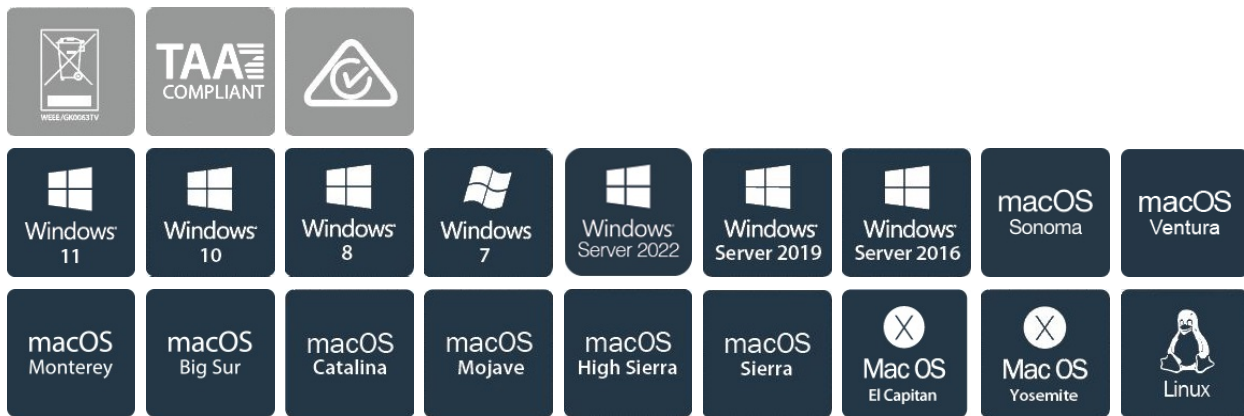 WEEE/GK0063TV
TAA
COMPLIANT
Windows
11
Windows
10
Windows
8
Windows
7
Windows
Server 2022
Windows
Server 2019
Windows
Server 2016
macOS
Sonoma
macOS
Ventura
macOS
Monterey
macOS
Big Sur
macOS
Catalina
macOS
Mojave
macOS
High Sierra
macOS
Sierra
X
Mac OS
El Capitan
X
Mac OS
Yosemite
Linux